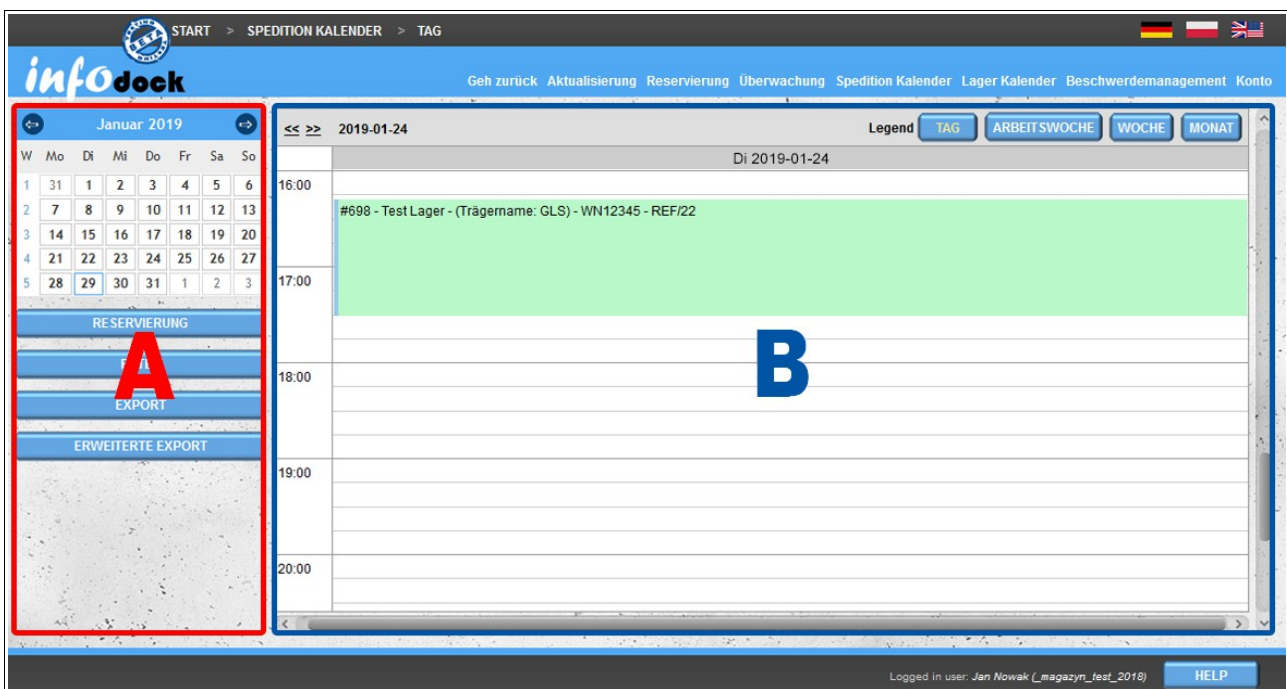 BETA
START > SPEDITION KALENDER > TAG
infodock
Geh zurück Aktualisierung Reservierung Überwachung Spedition Kalender Lager Kalender Beschwerdemanagement Konto
Januar 2019
W Mo Di Mi Do Fr Sa So
1 31 1 2 3 4 5 6
2 7 8 9 10 11 12 13
3 14 15 16 17 18 19 20
4 21 22 23 24 25 26 27
5 28 29 30 31 1 2 3
RESERVIERUNG
EXPORT
ERWEITERTE EXPORT
A
<< >> 2019-01-24 Legend TAG ARBEITSWOCHE WOCHE MONAT
Di 2019-01-24
16:00
#698 - Test Lager - (Trägername: GLS) - WN12345 - REF/22
17:00
B
18:00
19:00
20:00
Logged in user: Jan Nowak (_magazyn_test_2018) HELP